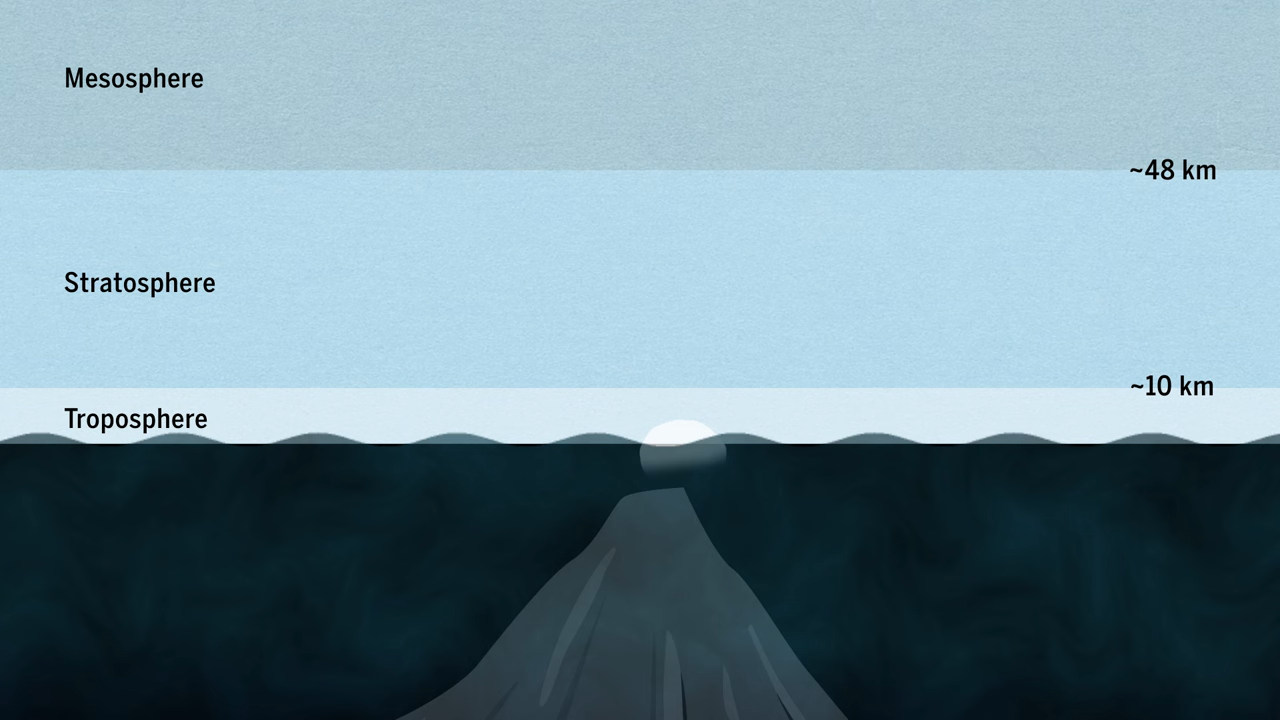 Mesosphere
~48 km
Stratosphere
~10 km
Troposphere